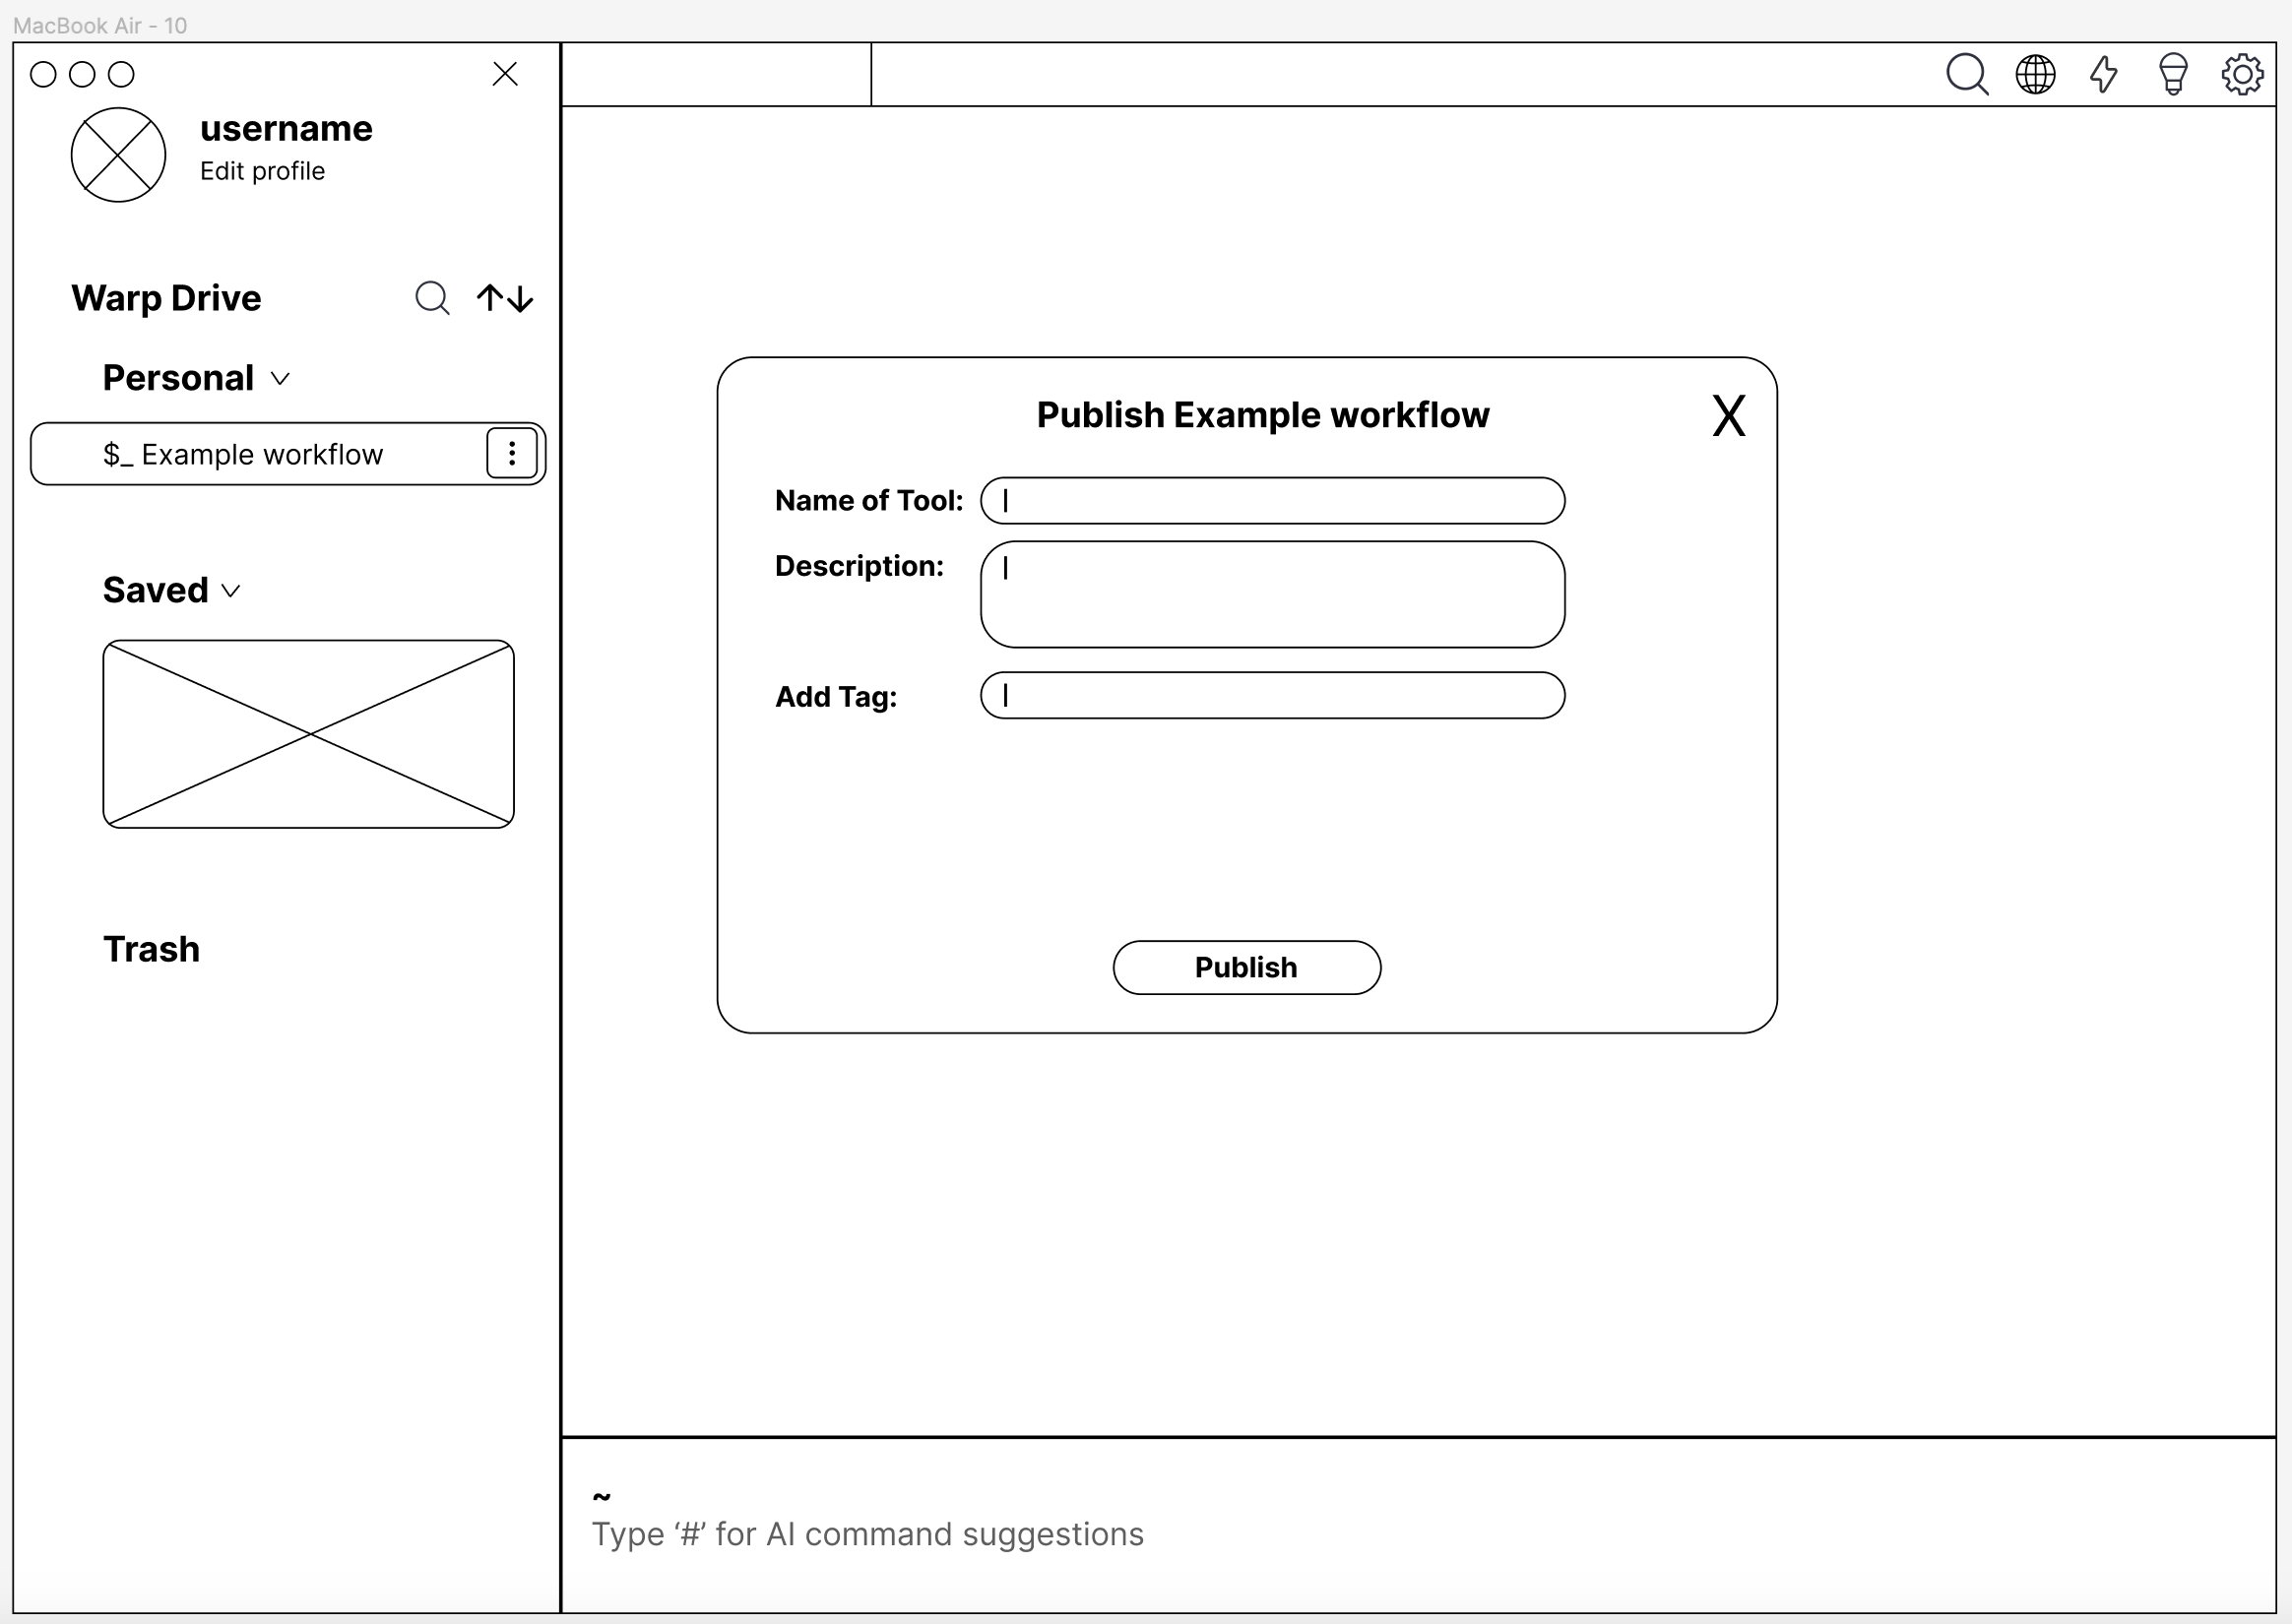 MacBook Air - 10
username
Edit profile
Warp Drive
Personal
$_ Example workflow
Saved
Trash
Publish Example workflow
X
Name of Tool:
Description:
Add Tag:
Publish
~
Type ‘#’ for AI command suggestions